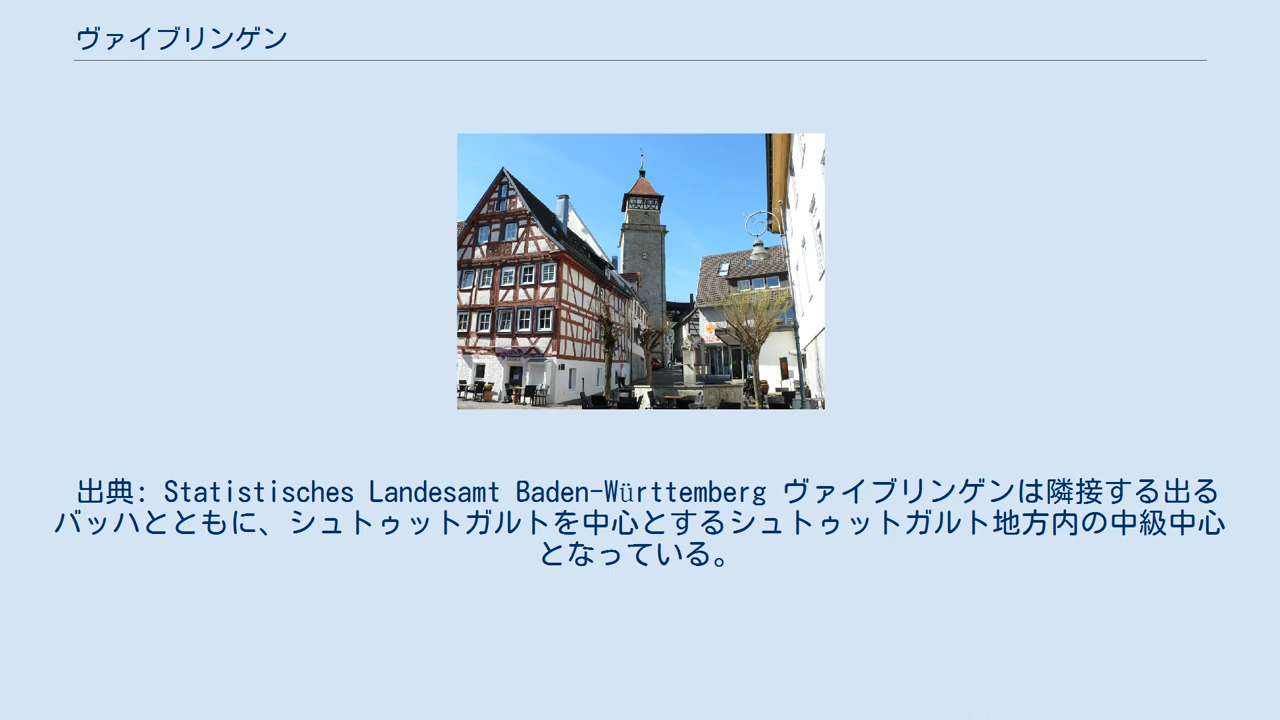 ヴァイブリンゲン
出典: Statistisches Landesamt Baden-Württemberg ヴァイブリンゲンは隣接する出る
バッハとともに、シュトゥットガルトを中心とするシュトゥットガルト地方内の中級中心
となっている。